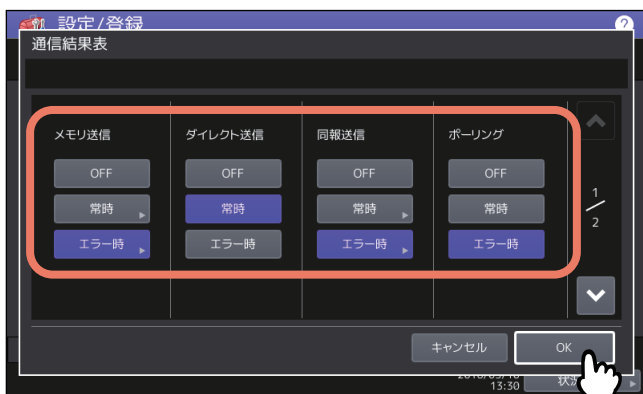 設定/登録
?
通信結果表
メモリ送信 ダイレクト送信 同報送信 ポーリング
OFF OFF OFF OFF
常時 常時 常時 常時
エラー時 エラー時 エラー時 エラー時
1
2
キャンセル OK
13:30